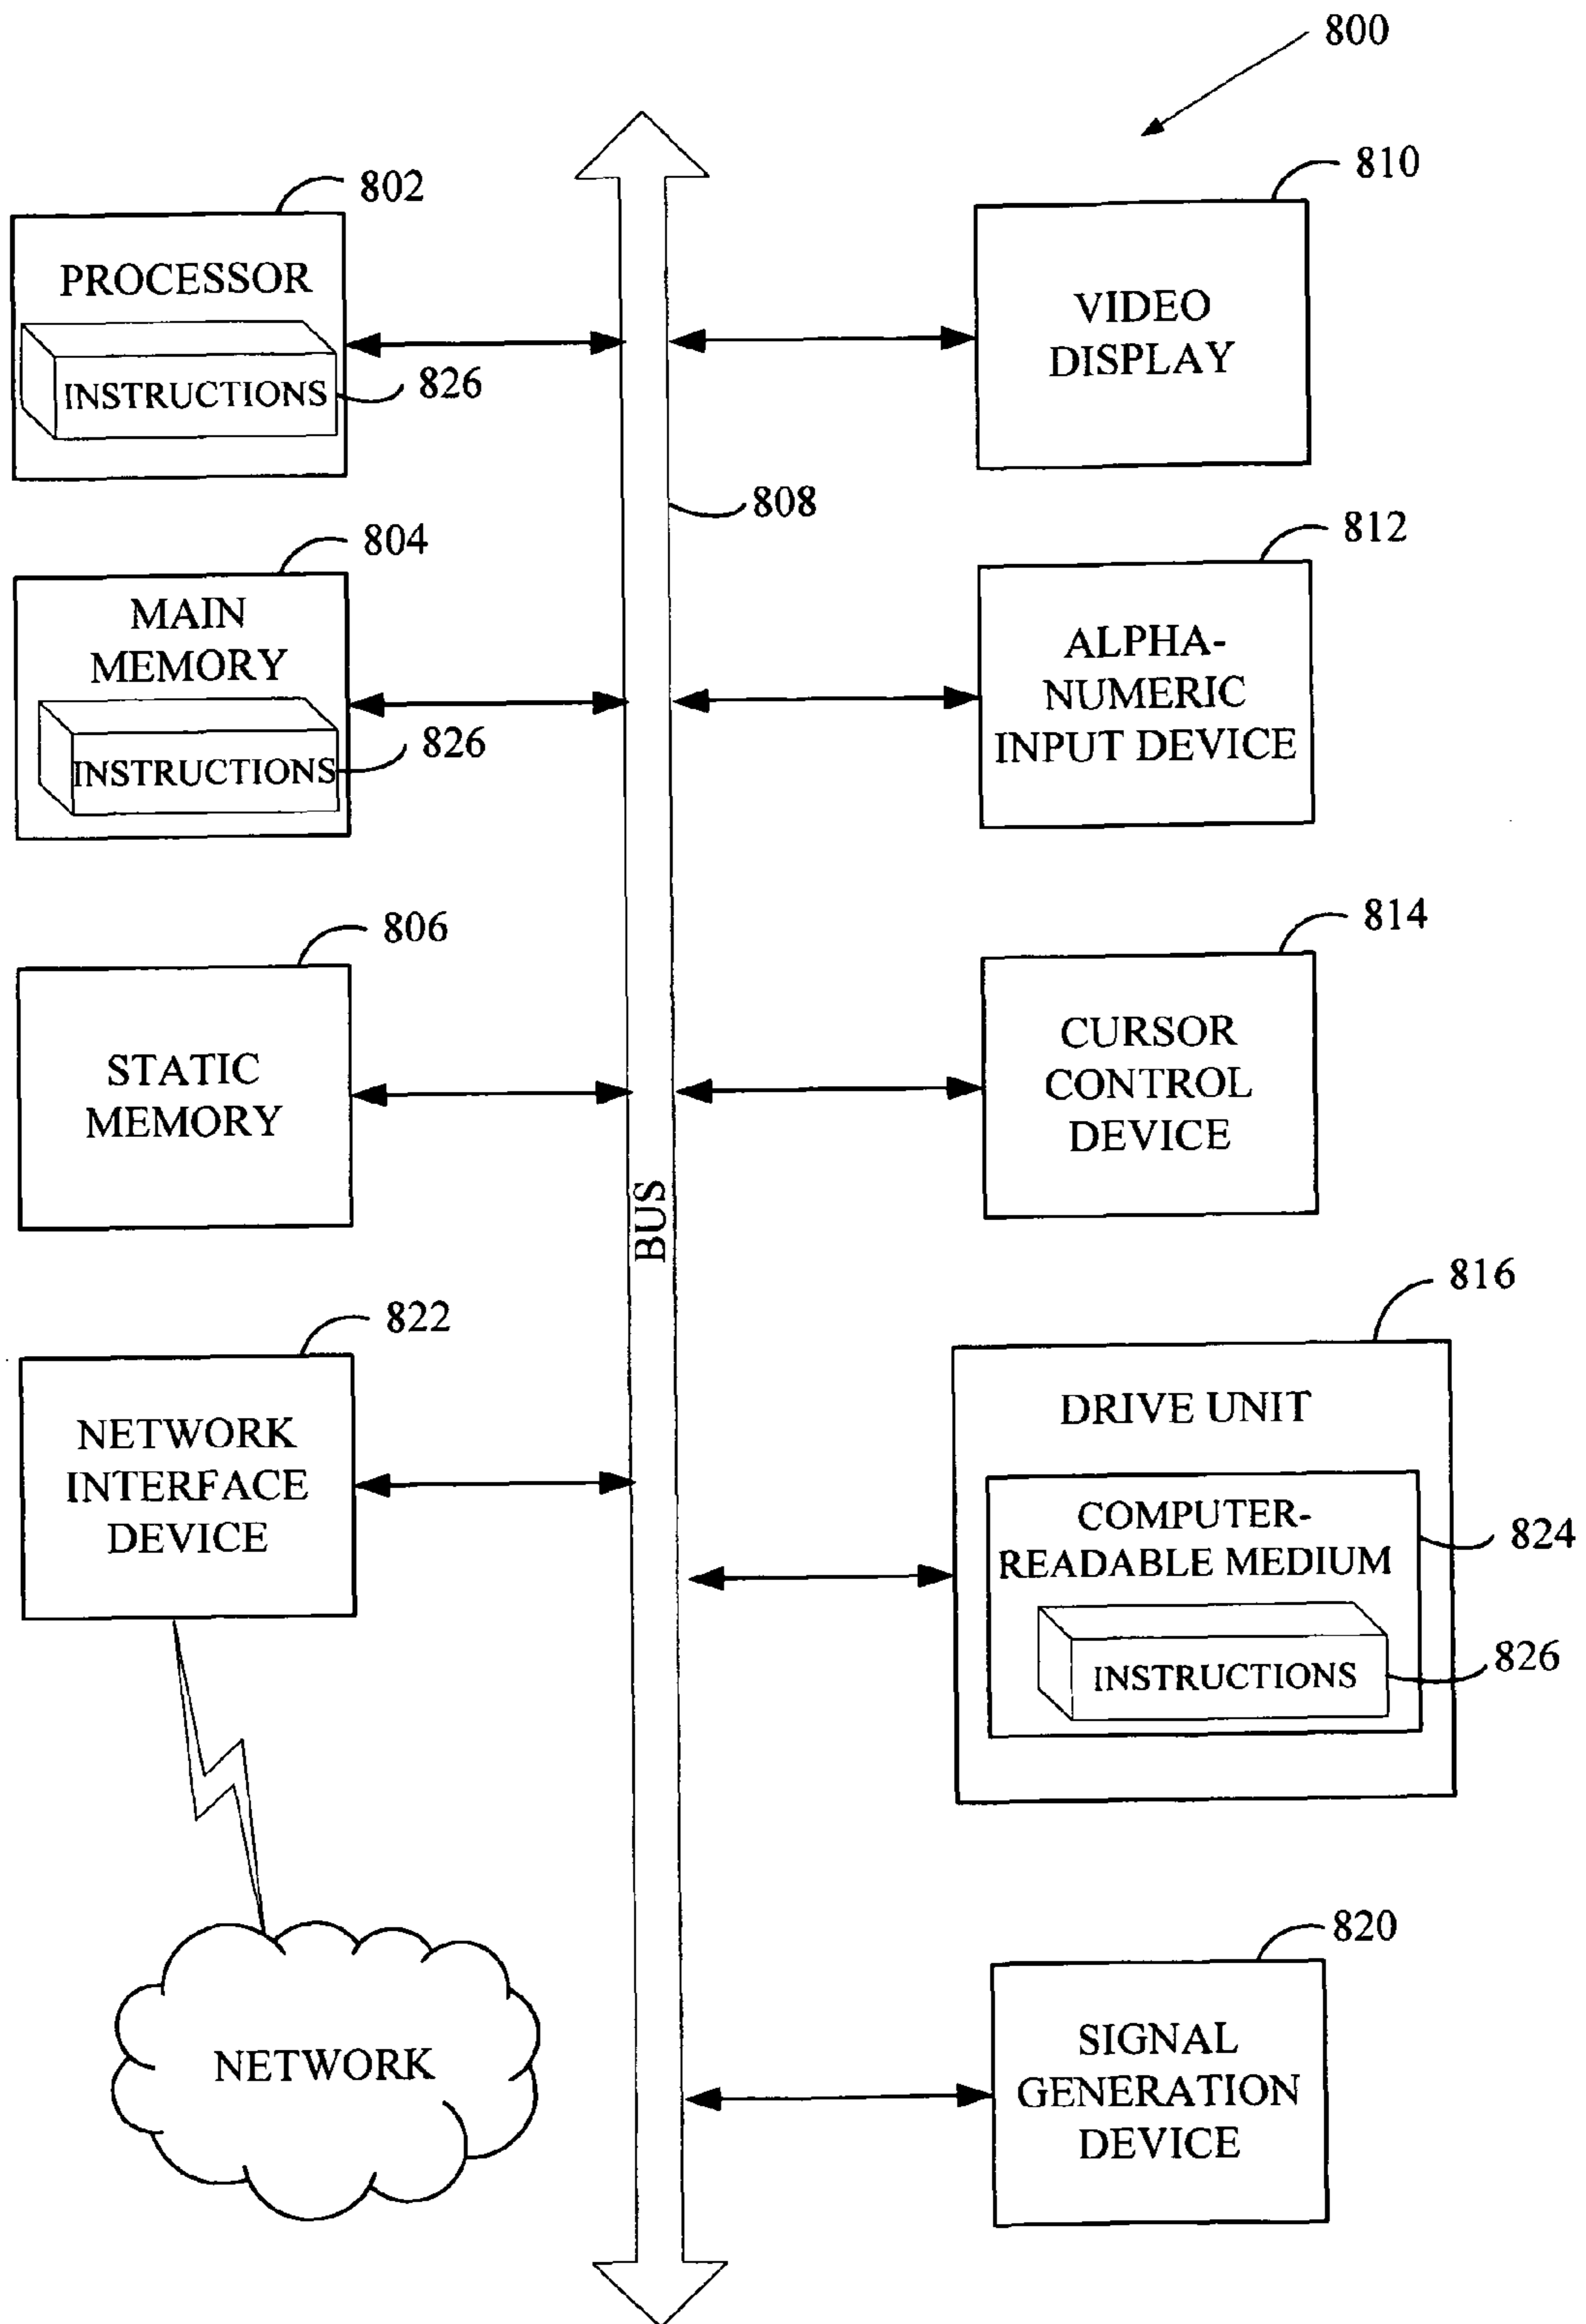 800
802
PROCESSOR
INSTRUCTIONS
826
810
VIDEO
DISPLAY
808
804
MAIN
MEMORY
INSTRUCTIONS
826
812
ALPHA-
NUMERIC
INPUT DEVICE
806
STATIC
MEMORY
814
CURSOR
CONTROL
DEVICE
BUS
822
NETWORK
INTERFACE
DEVICE
816
DRIVE UNIT
COMPUTER-
READABLE MEDIUM
824
INSTRUCTIONS
826
NETWORK
820
SIGNAL
GENERATION
DEVICE